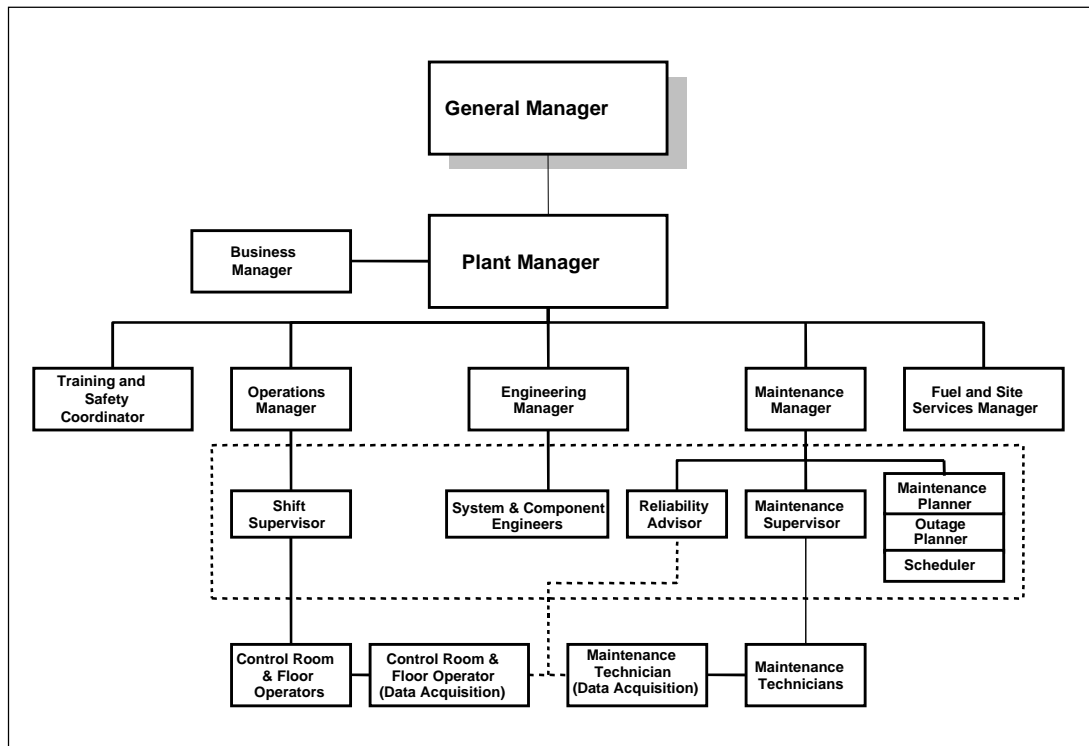 General Manager
Business
Manager
Plant Manager
Training and
Safety
Coordinator
Operations
Manager
Engineering
Manager
Maintenance
Manager
Fuel and Site
Services Manager
Shift
Supervisor
System & Component
Engineers
Reliability
Advisor
Maintenance
Supervisor
Maintenance
Planner
Outage
Planner
Scheduler
Control Room
& Floor
Operators
Control Room &
Floor Operator
(Data Acquisition)
Maintenance
Technician
(Data Acquisition)
Maintenance
Technicians